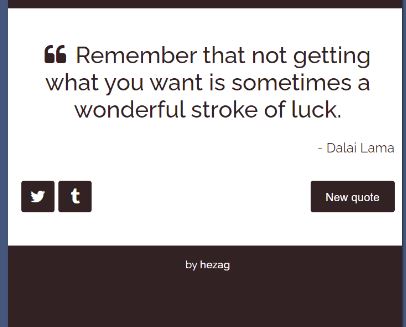 ❝ Remember that not getting
what you want is sometimes a
wonderful stroke of luck.
- Dalai Lama
New quote
by hezag